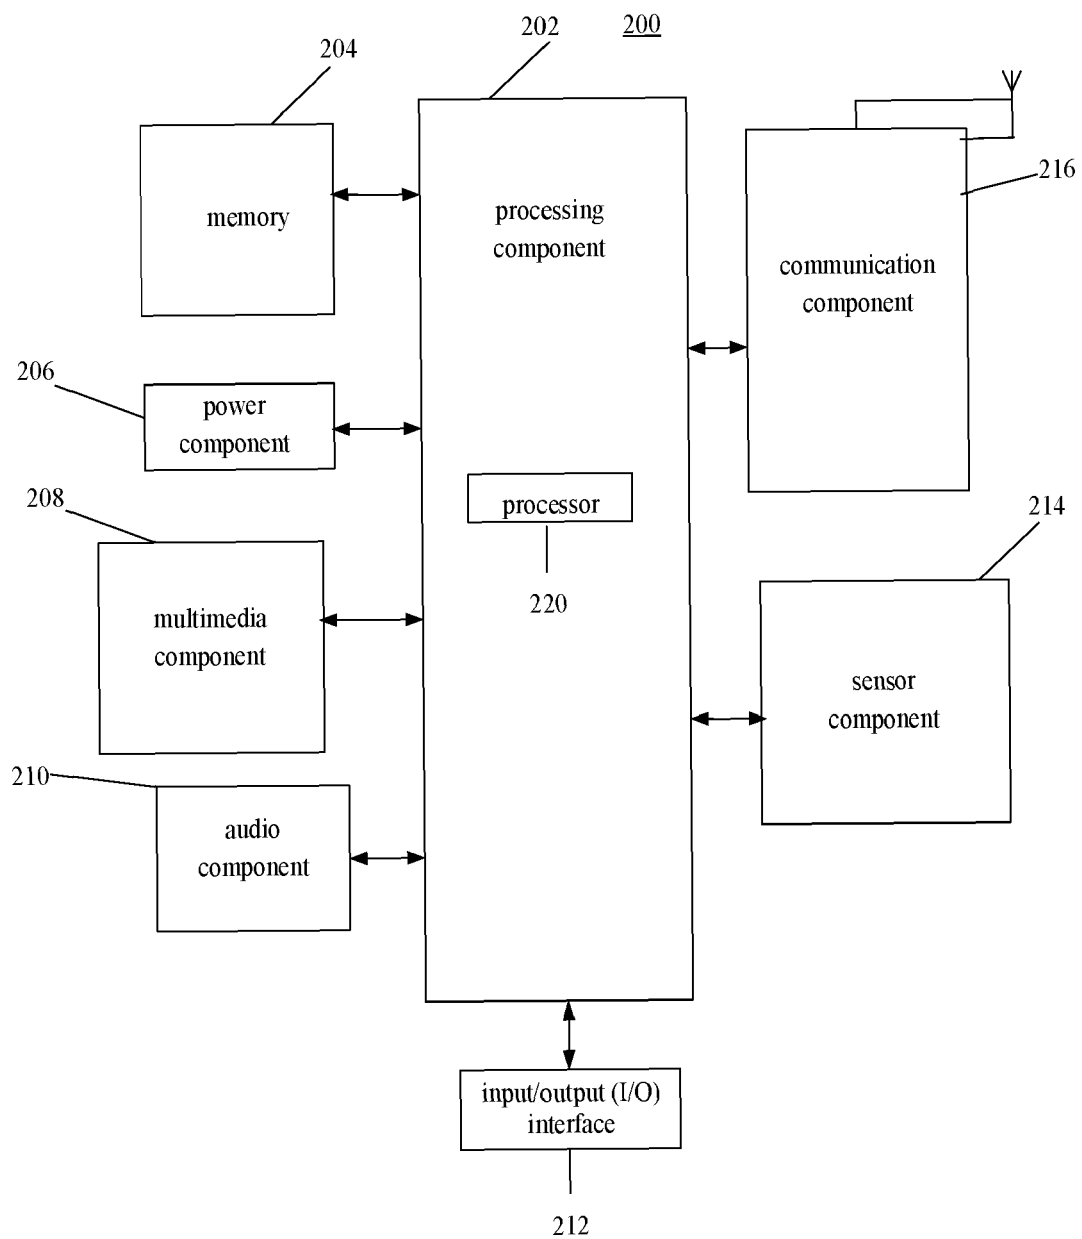 202
200
204
216
memory
processing
component
communication
component
206
power
component
208
processor
214
220
multimedia
component
sensor
component
210
audio
component
input/output (I/O)
interface
212